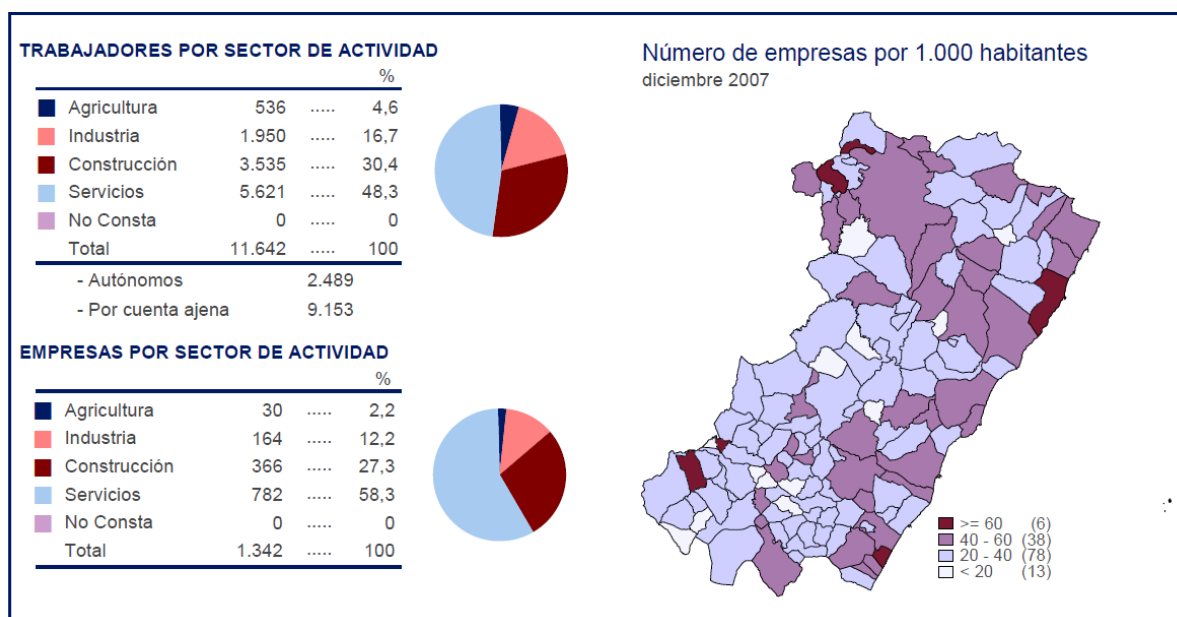 TRABAJADORES POR SECTOR DE ACTIVIDAD
%
Agricultura 536 ..... 4,6
Industria 1.950 ..... 16,7
Construcción 3.535 ..... 30,4
Servicios 5.621 ..... 48,3
No Consta 0 ..... 0
Total 11.642 ..... 100
- Autónomos 2.489
- Por cuenta ajena 9.153
EMPRESAS POR SECTOR DE ACTIVIDAD
%
Agricultura 30 ..... 2,2
Industria 164 ..... 12,2
Construcción 366 ..... 27,3
Servicios 782 ..... 58,3
No Consta 0 ..... 0
Total 1.342 ..... 100
Número de empresas por 1.000 habitantes
diciembre 2007
>= 60 (6)
40 - 60 (38)
20 - 40 (78)
< 20 (13)